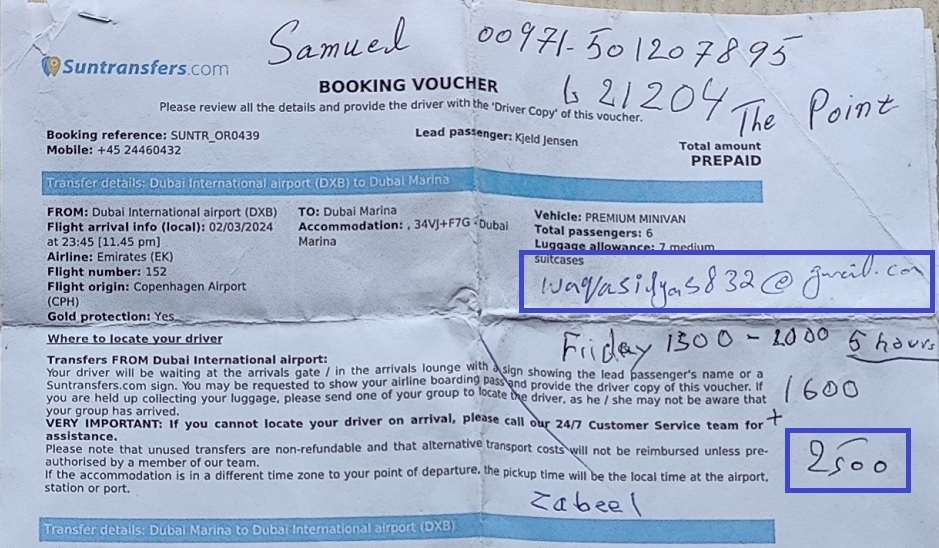 Samuel 00971-501207895
Suntransfers.com
BOOKING VOUCHER
↳ 21204 The Point
Please review all the details and provide the driver with the 'Driver Copy' of this voucher.
Booking reference: SUNTR_OR0439
Mobile: +45 24460432
Lead passenger: Kjeld Jensen
Total amount
PREPAID
Transfer details: Dubai International airport (DXB) to Dubai Marina
FROM: Dubai International airport (DXB)
Flight arrival info (local): 02/03/2024
at 23:45 [11.45 pm]
Airline: Emirates (EK)
Flight number: 152
Flight origin: Copenhagen Airport
(CPH)
Gold protection: Yes
TO: Dubai Marina
Accommodation: , 34VJ+F7G - Dubai
Marina
Vehicle: PREMIUM MINIVAN
Total passengers: 6
Luggage allowance: 7 medium
suitcases
@gmail.com
Friday 1500 - 2000 5 hours
Where to locate your driver
Transfers FROM Dubai International airport:
Your driver will be waiting at the arrivals gate / in the arrivals lounge with a sign showing the lead passenger's name or a
Suntransfers.com sign. You may be requested to show your airline boarding pass and provide the driver copy of this voucher. If
you are held up collecting your luggage, please send one of your group to locate the driver, as he / she may not be aware that
your group has arrived.
1600
VERY IMPORTANT: If you cannot locate your driver on arrival, please call our 24/7 Customer Service team for
assistance.
+
Please note that unused transfers are non-refundable and that alternative transport costs will not be reimbursed unless pre-
authorised by a member of our team.
2500
If the accommodation is in a different time zone to your point of departure, the pickup time will be the local time at the airport,
station or port.
Zabeel
Transfer details: Dubai Marina to Dubai International airport (DXB)